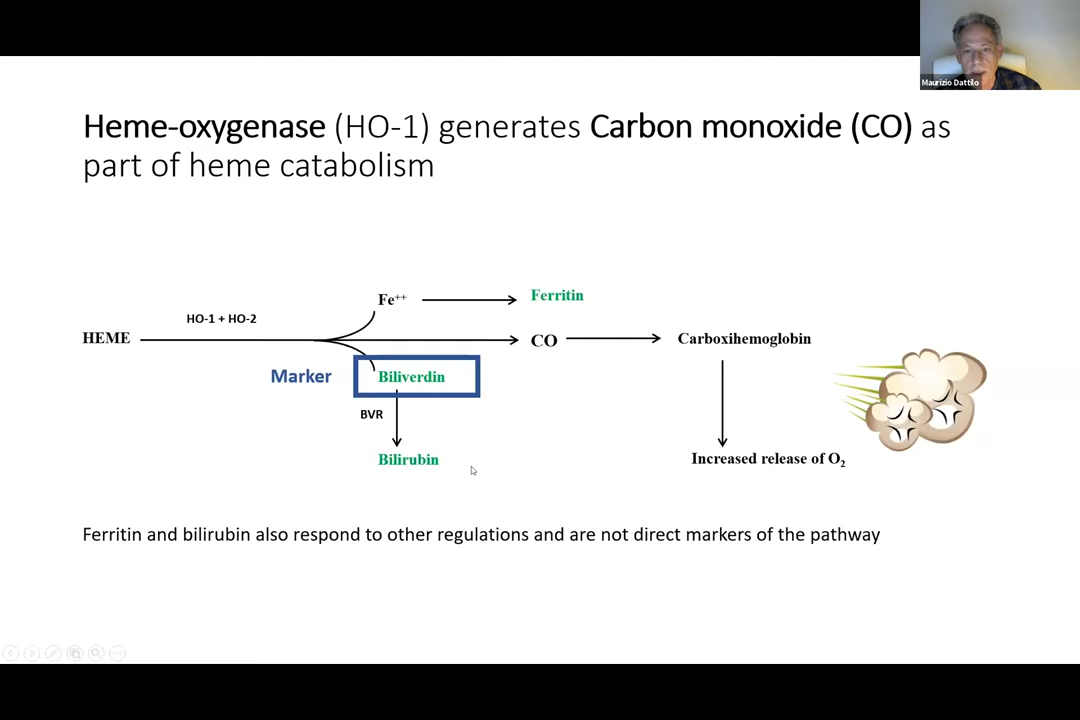 Maurizio Dattilo
Heme-oxygenase (HO-1) generates Carbon monoxide (CO) as
part of heme catabolism
Fe++
Ferritin
HO-1 + HO-2
HEME
CO
Carboxihemoglobin
Marker
Biliverdin
BVR
Bilirubin
Increased release of O2
Ferritin and bilirubin also respond to other regulations and are not direct markers of the pathway